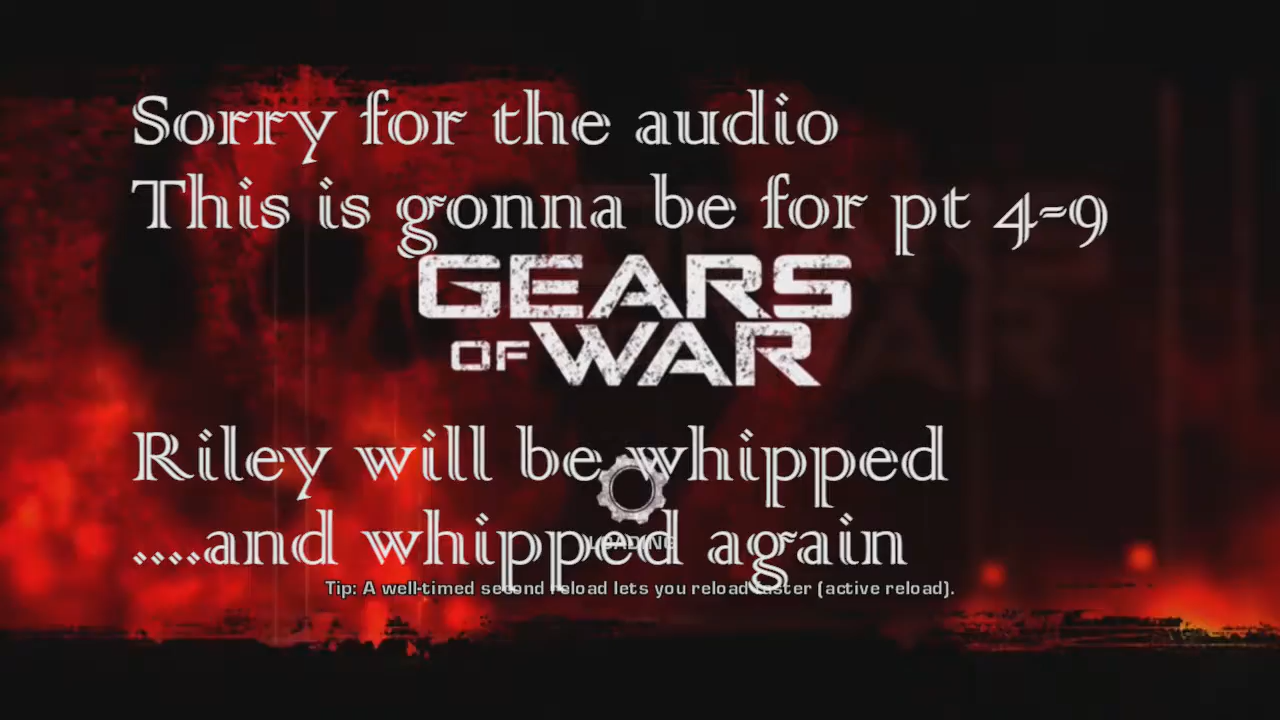 Sorry for the audio
This is gonna be for pt 4-9
GEARS
OF WAR
Riley will be whipped
....and whipped again
LOADING
Tip: A well-timed second reload lets you reload faster (active reload).